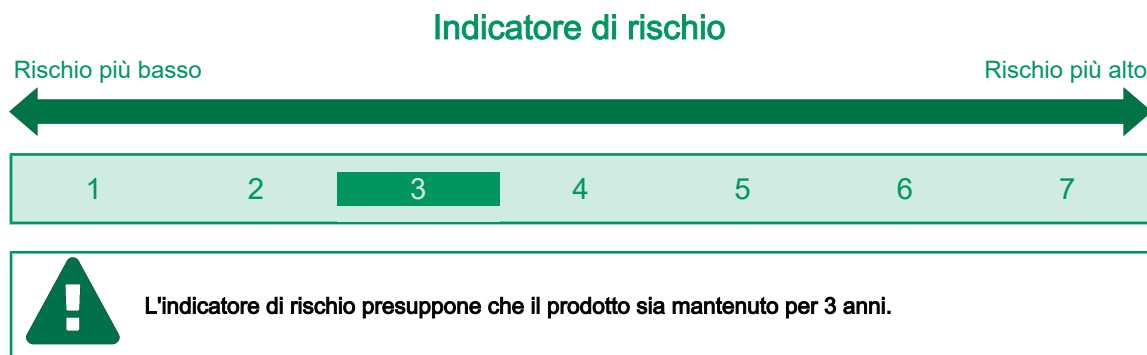 Indicatore di rischio
Rischio più basso Rischio più alto
1 2 3 4 5 6 7
L'indicatore di rischio presuppone che il prodotto sia mantenuto per 3 anni.